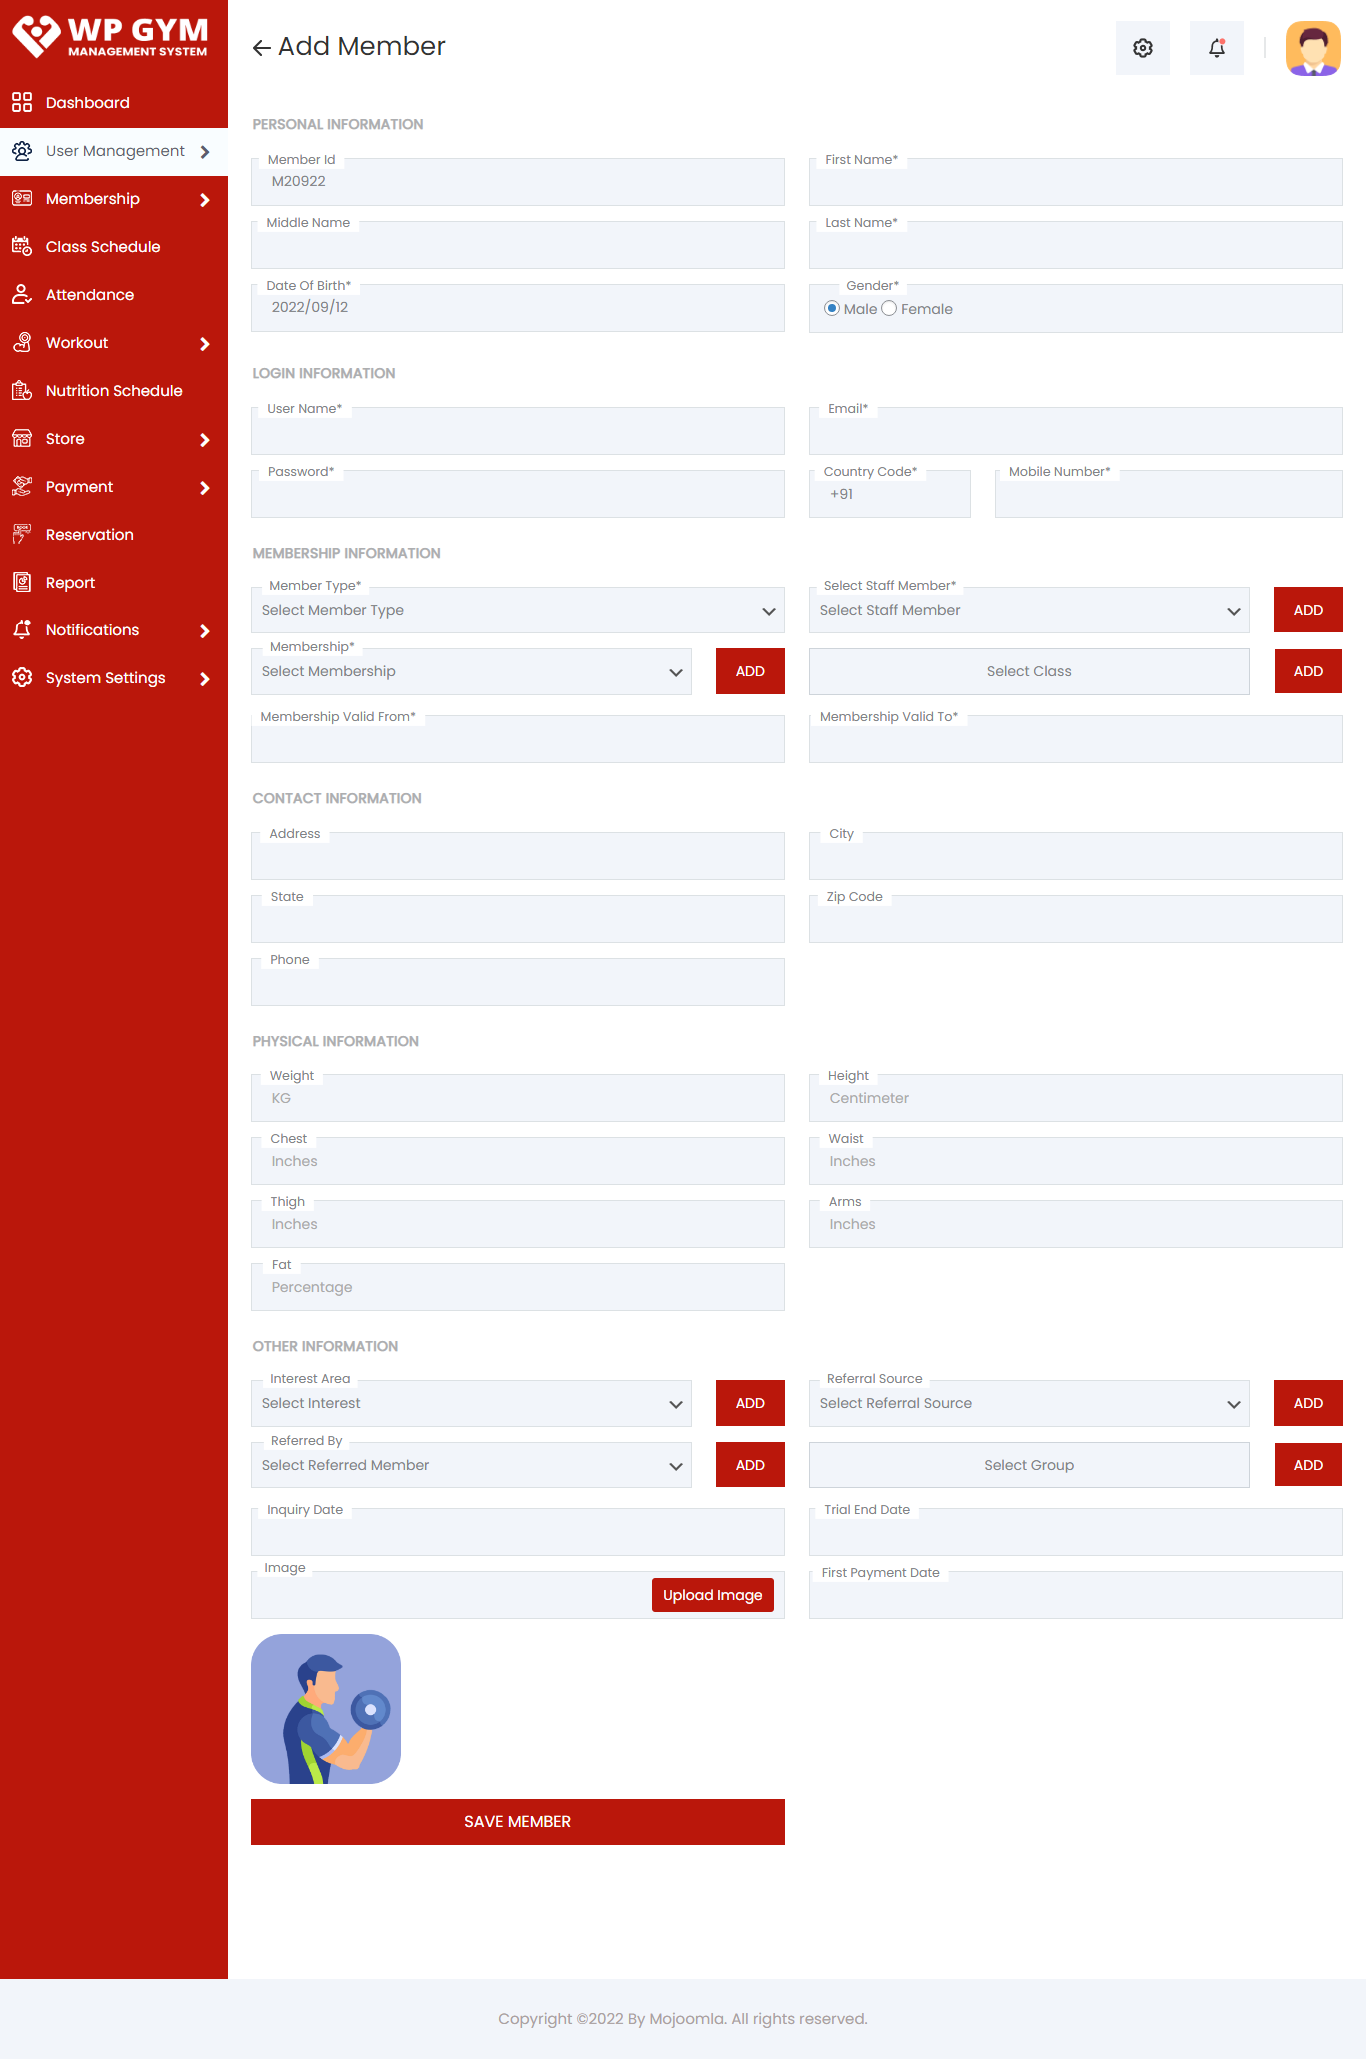 WP GYM
MANAGEMENT SYSTEM
Dashboard
User Management
Membership
Class Schedule
Attendance
Workout
Nutrition Schedule
Store
Payment
Reservation
Report
Notifications
System Settings
Add Member
PERSONAL INFORMATION
Member Id
M20922
First Name*
Middle Name
Last Name*
Date Of Birth*
2022/09/12
Gender*
Male Female
LOGIN INFORMATION
User Name*
Email*
Password*
Country Code*
+91
Mobile Number*
MEMBERSHIP INFORMATION
Member Type*
Select Member Type
Select Staff Member*
Select Staff Member
ADD
Membership*
Select Membership
ADD
Select Class
ADD
Membership Valid From*
Membership Valid To*
CONTACT INFORMATION
Address
City
State
Zip Code
Phone
PHYSICAL INFORMATION
Weight
KG
Height
Centimeter
Chest
Inches
Waist
Inches
Thigh
Inches
Arms
Inches
Fat
Percentage
OTHER INFORMATION
Interest Area
Select Interest
ADD
Referral Source
Select Referral Source
ADD
Referred By
Select Referred Member
ADD
Select Group
ADD
Inquiry Date
Trial End Date
Image
Upload Image
First Payment Date
SAVE MEMBER
Copyright ©2022 By Mojoomla. All rights reserved.